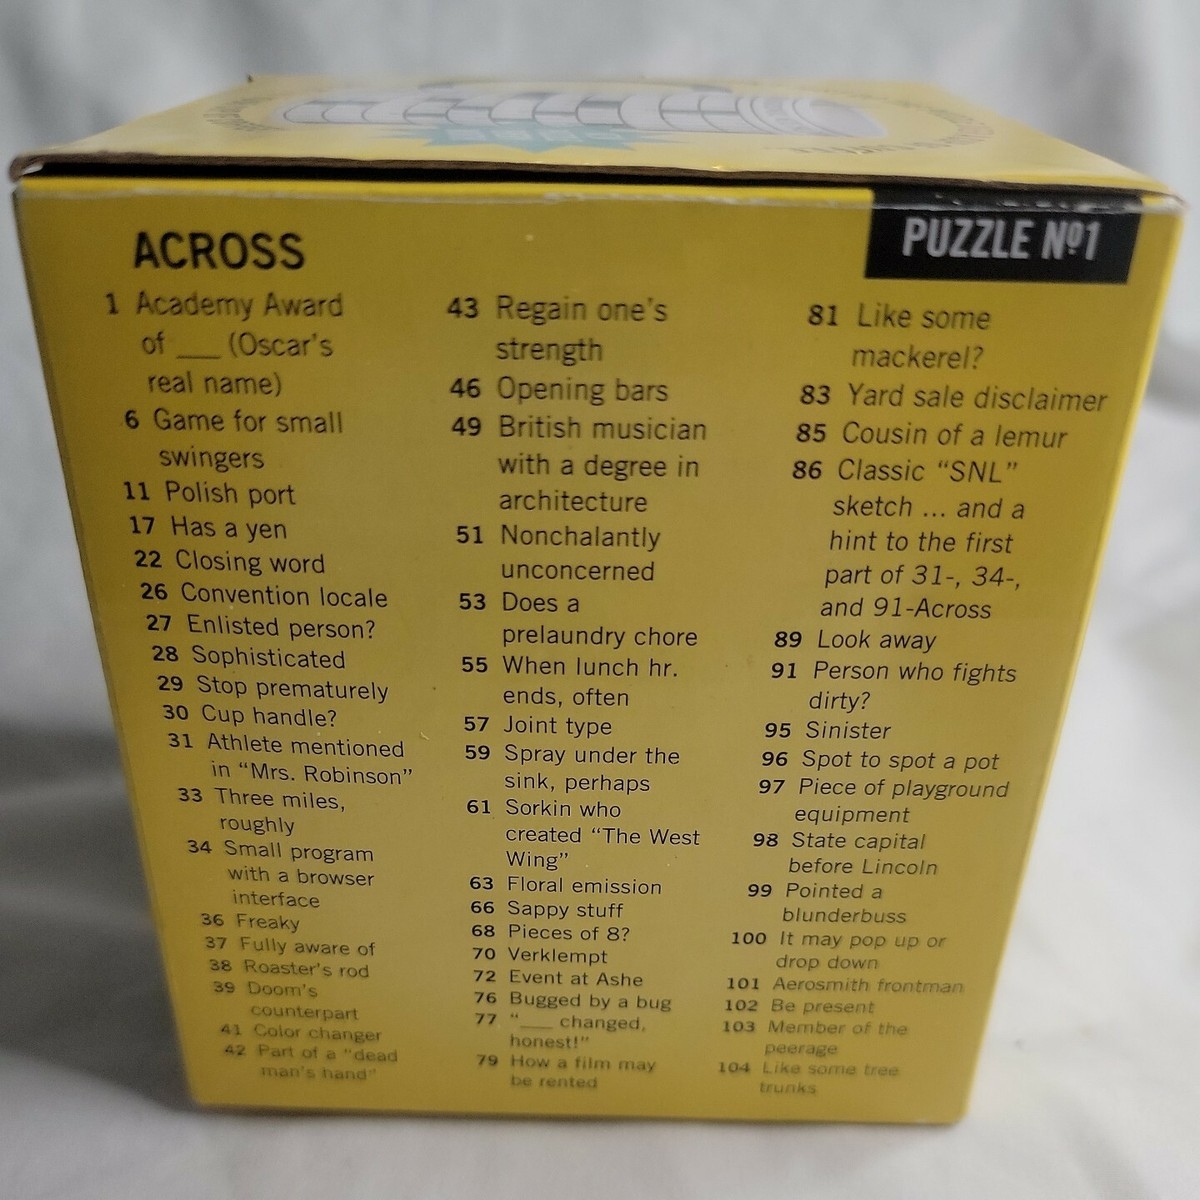 PUZZLE Nº1
ACROSS
1 Academy Award
of ___ (Oscar's
real name)
6 Game for small
swingers
11 Polish port
17 Has a yen
22 Closing word
26 Convention locale
27 Enlisted person?
28 Sophisticated
29 Stop prematurely
30 Cup handle?
31 Athlete mentioned
in "Mrs. Robinson"
33 Three miles,
roughly
34 Small program
with a browser
interface
36 Freaky
37 Fully aware of
38 Roaster's rod
39 Doom's
counterpart
41 Color changer
42 Part of a "dead
man's hand"
43 Regain one's
strength
46 Opening bars
49 British musician
with a degree in
architecture
51 Nonchalantly
unconcerned
53 Does a
prelaundry chore
55 When lunch hr.
ends, often
57 Joint type
59 Spray under the
sink, perhaps
61 Sorkin who
created "The West
Wing"
63 Floral emission
66 Sappy stuff
68 Pieces of 8?
70 Verklempt
72 Event at Ashe
76 Bugged by a bug
77 "___ changed,
honest!"
79 How a film may
be rented
81 Like some
mackerel?
83 Yard sale disclaimer
85 Cousin of a lemur
86 Classic "SNL"
sketch ... and a
hint to the first
part of 31-, 34-,
and 91-Across
89 Look away
91 Person who fights
dirty?
95 Sinister
96 Spot to spot a pot
97 Piece of playground
equipment
98 State capital
before Lincoln
99 Pointed a
blunderbuss
100 It may pop up or
drop down
101 Aerosmith frontman
102 Be present
103 Member of the
peerage
104 Like some tree
trunks